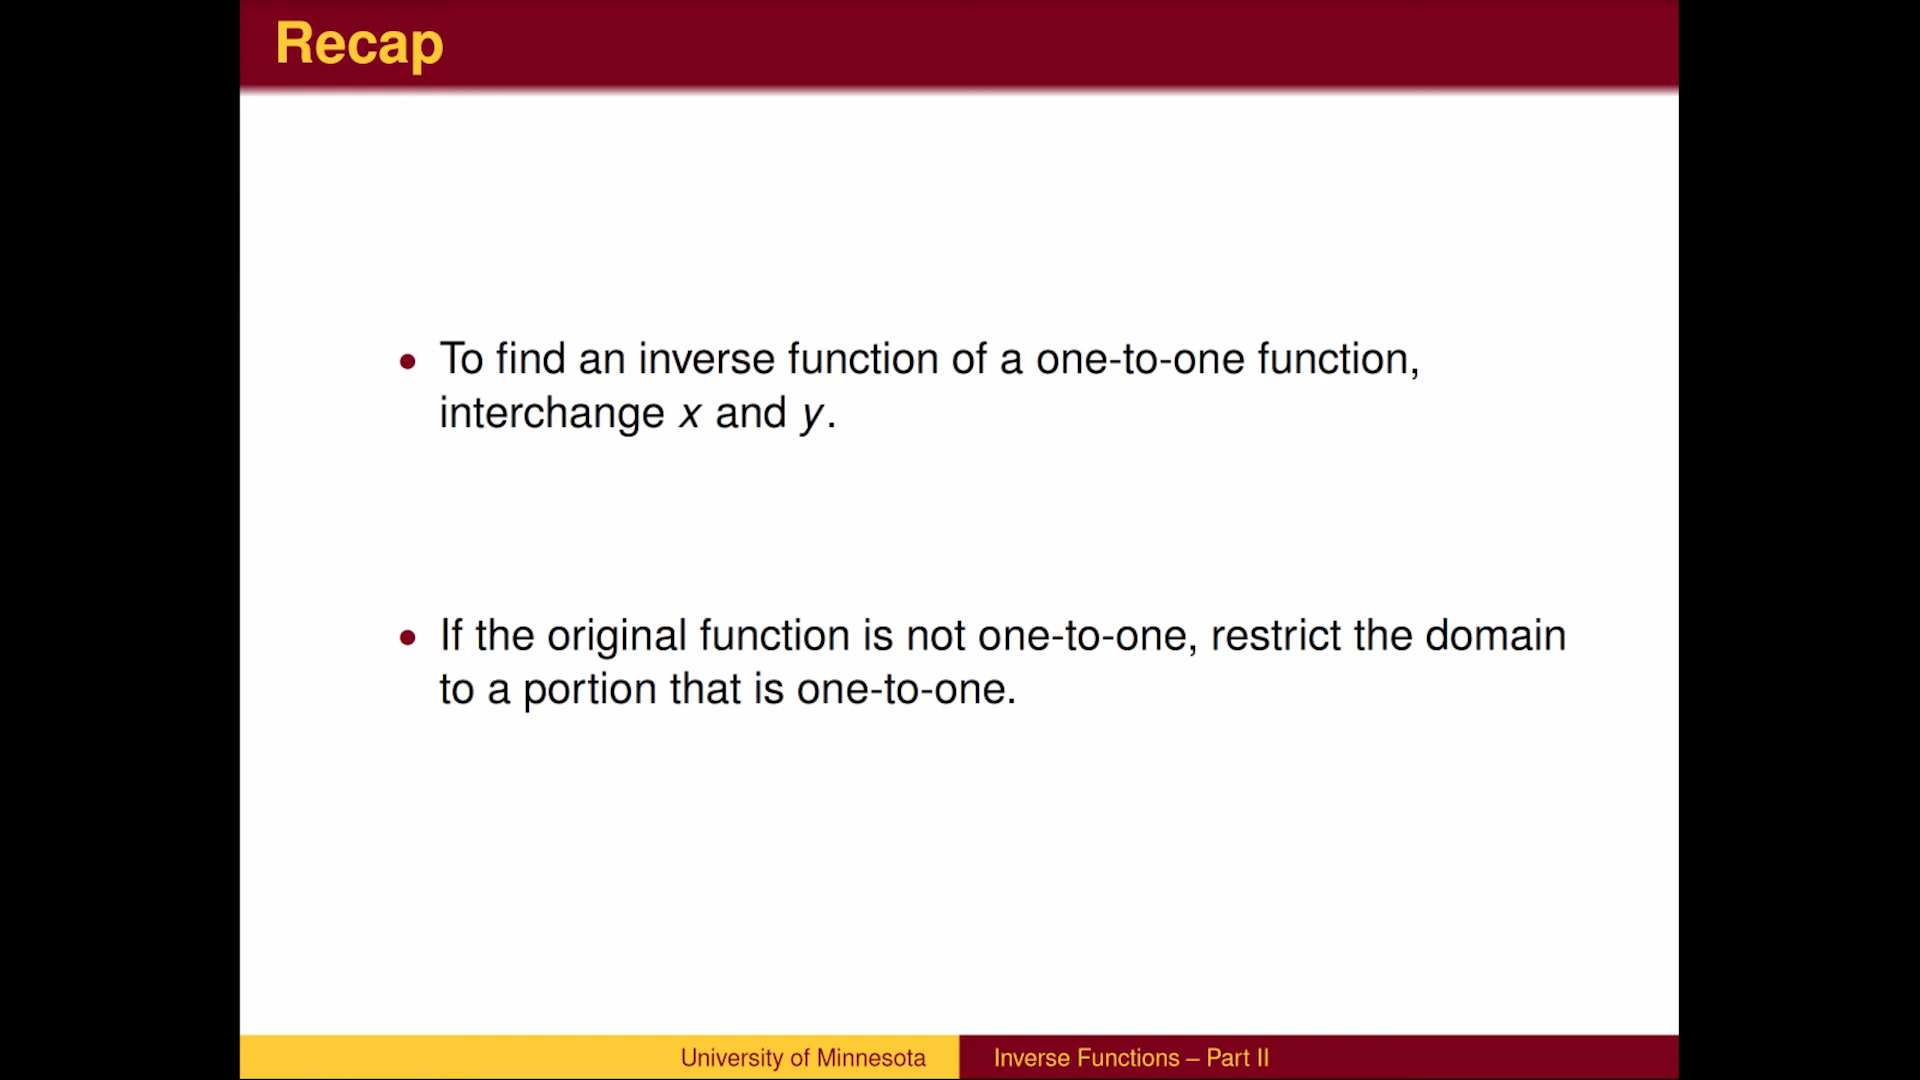 Recap
• To find an inverse function of a one-to-one function,
interchange x and y.
• If the original function is not one-to-one, restrict the domain
to a portion that is one-to-one.
University of Minnesota
Inverse Functions – Part II